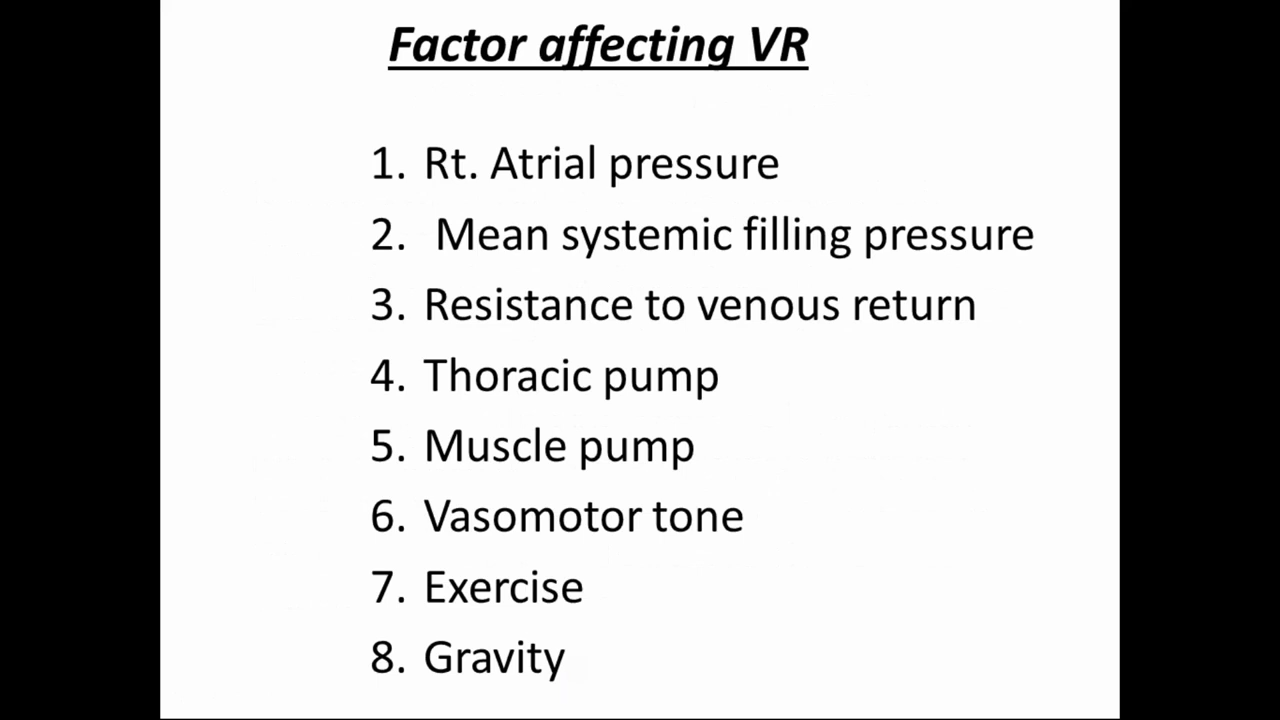 Factor affecting VR
1. Rt. Atrial pressure
2. Mean systemic filling pressure
3. Resistance to venous return
4. Thoracic pump
5. Muscle pump
6. Vasomotor tone
7. Exercise
8. Gravity